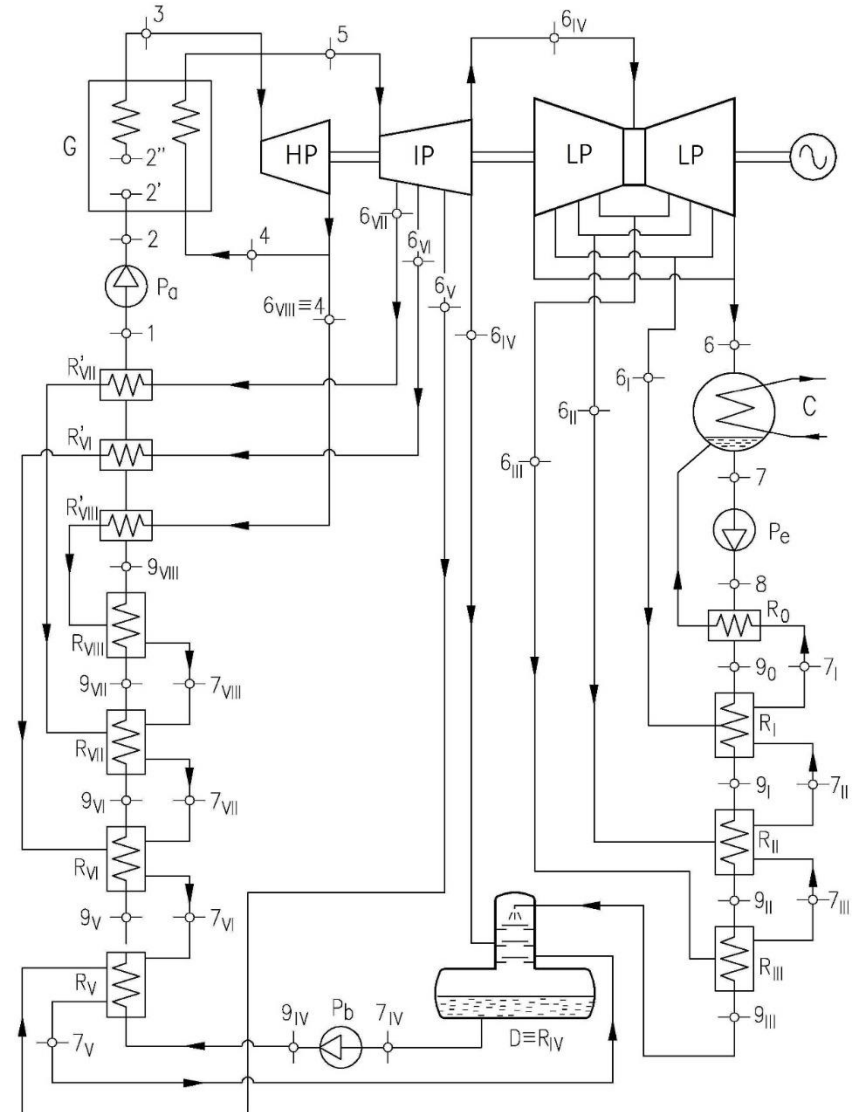 3
5
6IV
G
2"
2'
HP
IP
LP
LP
2
4
6VII
6VI
6V
Pa
6VIII≡4
6IV
6
1
R'VII
6I
6II
C
R'VI
6III
7
R'VIII
Pe
9VIII
8
R0
RVIII
90
7I
9VII
7VIII
RI
RVII
9VI
7VII
9I
7II
RVI
RII
9V
7VI
9II
7III
RV
RIII
9IV
Pb
7IV
9III
7V
D≡RIV